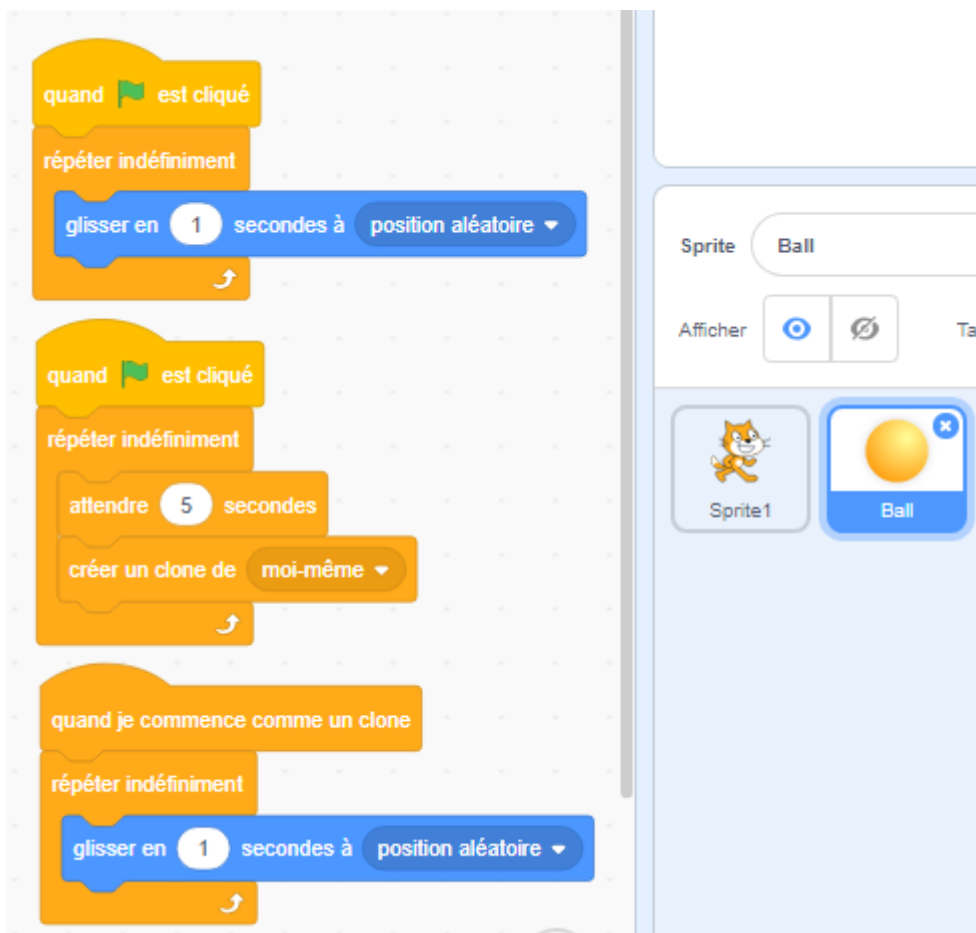 quand est cliqué
répéter indéfiniment
glisser en 1 secondes à position aléatoire
quand est cliqué
répéter indéfiniment
attendre 5 secondes
créer un clone de moi-même
quand je commence comme un clone
répéter indéfiniment
glisser en 1 secondes à position aléatoire
Sprite Ball
Afficher Ta
Sprite1 Ball